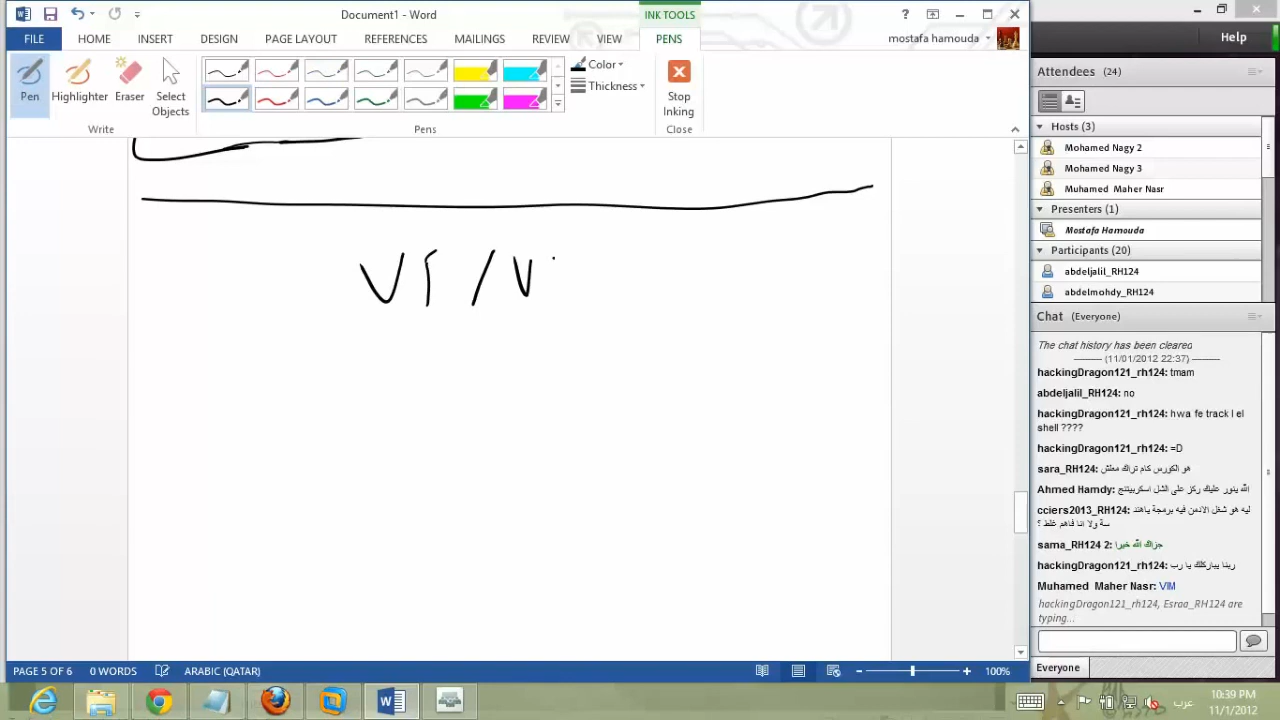 Document1 - Word
INK TOOLS
?
FILE
HOME
INSERT
DESIGN
PAGE LAYOUT
REFERENCES
MAILINGS
REVIEW
VIEW
PENS
mostafa hamouda
Pen
Highlighter
Eraser
Select Objects
Color
Thickness
Stop Inking
Write
Pens
Close
VI / V
PAGE 5 OF 6
0 WORDS
ARABIC (QATAR)
100%
Help
Attendees (24)
Hosts (3)
Mohamed Nagy 2
Mohamed Nagy 3
Muhamed Maher Nasr
Presenters (1)
Mostafa Hamouda
Participants (20)
abdeljalil_RH124
abdelmohdy_RH124
Chat (Everyone)
The chat history has been cleared
--------- (11/01/2012 22:37) -------
hackingDragon121_rh124: tmam
abdeljalil_RH124: no
hackingDragon121_rh124: hwa fe track l el
shell ????
hackingDragon121_rh124: =D
sara_RH124: هو الكورس كام تراك معلش
Ahmed Hamdy: الله ينور عليك ركز على الشل اسكريبتنج
cciers2013_RH124: ليه هو شغل الادمن فيه برمجة ياهند
سة ولا انا فاهم غلط ؟
sama_RH124 2: جزاك الله خيرا
hackingDragon121_rh124: ربنا يباركلك يا رب
Muhamed Maher Nasr: VIM
hackingDragon121_rh124, Esraa_RH124 are
typing...
Everyone
عرب
10:39 PM
11/1/2012